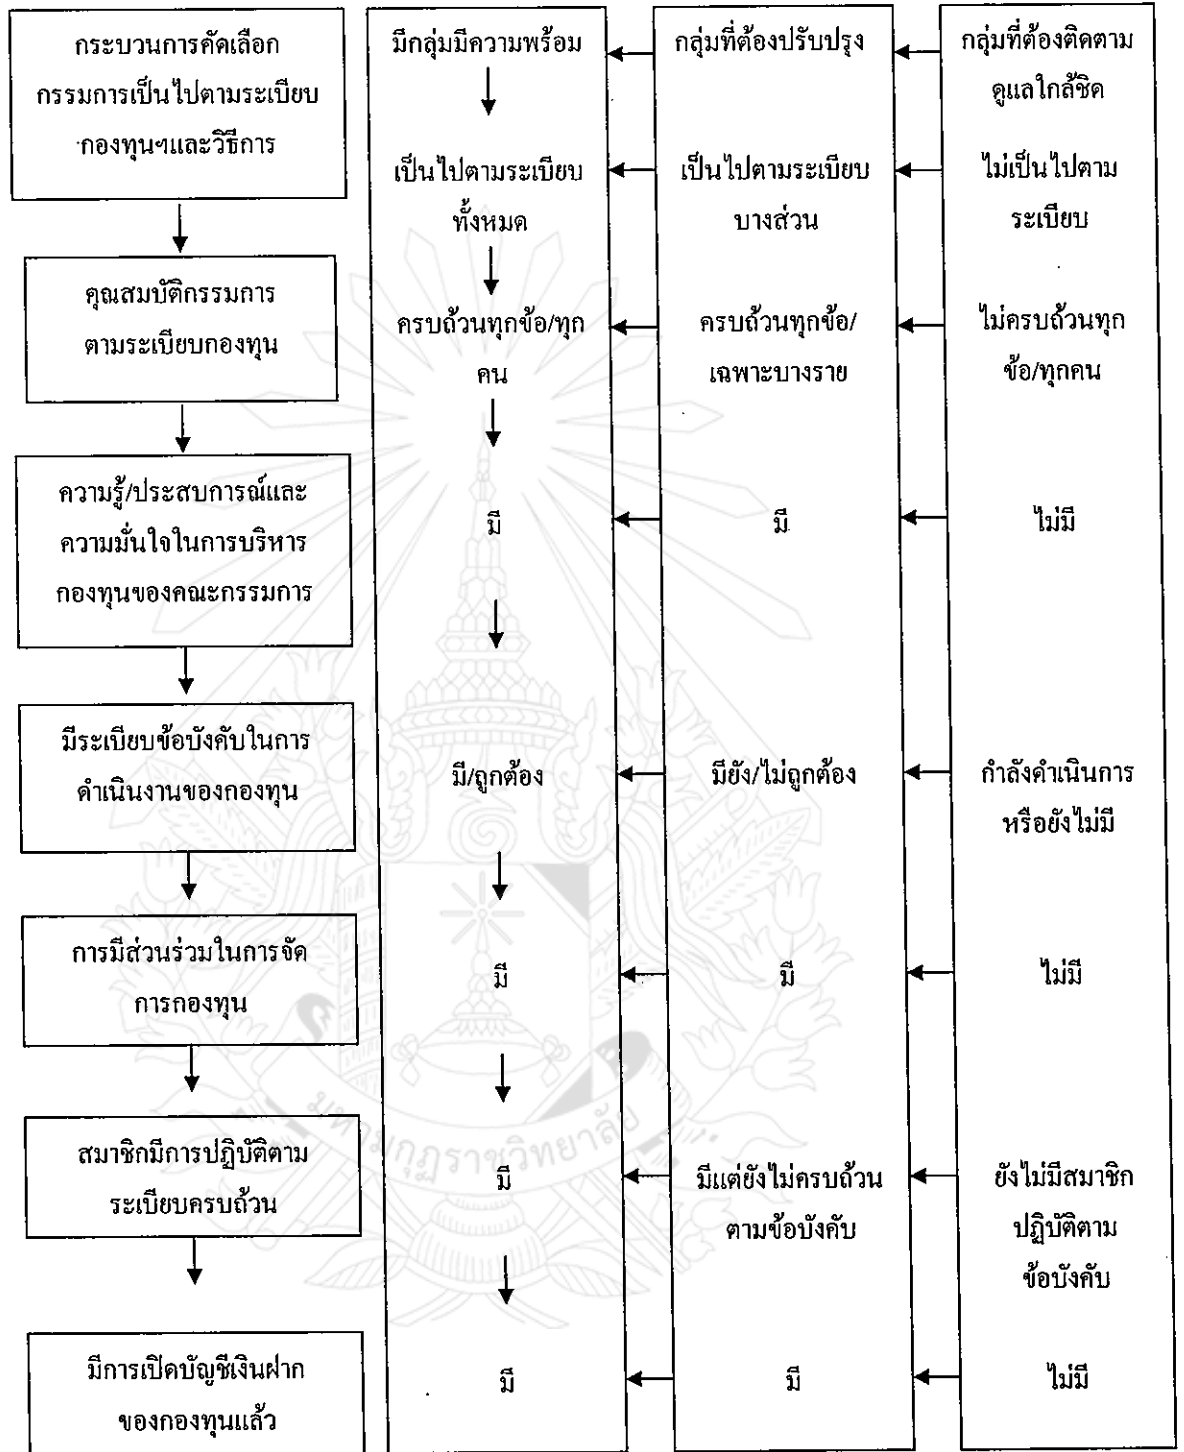 กระบวนการคัดเลือก
กรรมการเป็นไปตามระเบียบ
กองทุนฯและวิธีการ
คุณสมบัติกรรมการ
ตามระเบียบกองทุน
ความรู้/ประสบการณ์และ
ความมั่นใจในการบริหาร
กองทุนของคณะกรรมการ
มีระเบียบข้อบังคับในการ
ดำเนินงานของกองทุน
การมีส่วนร่วมในการจัด
การกองทุน
สมาชิกมีการปฏิบัติตาม
ระเบียบครบถ้วน
มีการเปิดบัญชีเงินฝาก
ของกองทุนแล้ว
มีกลุ่มมีความพร้อม
เป็นไปตามระเบียบ
ทั้งหมด
ครบถ้วนทุกข้อ/ทุก
คน
มี
มี/ถูกต้อง
มี
มี
มี
กลุ่มที่ต้องปรับปรุง
เป็นไปตามระเบียบ
บางส่วน
ครบถ้วนทุกข้อ/
เฉพาะบางราย
มี
มียัง/ไม่ถูกต้อง
มี
มีแต่ยังไม่ครบถ้วน
ตามข้อบังคับ
มี
กลุ่มที่ต้องติดตาม
ดูแลใกล้ชิด
ไม่เป็นไปตาม
ระเบียบ
ไม่ครบถ้วนทุก
ข้อ/ทุกคน
ไม่มี
กำลังดำเนินการ
หรือยังไม่มี
ไม่มี
ยังไม่มีสมาชิก
ปฏิบัติตาม
ข้อบังคับ
ไม่มี
มหามกุฏราชวิทยาลัย